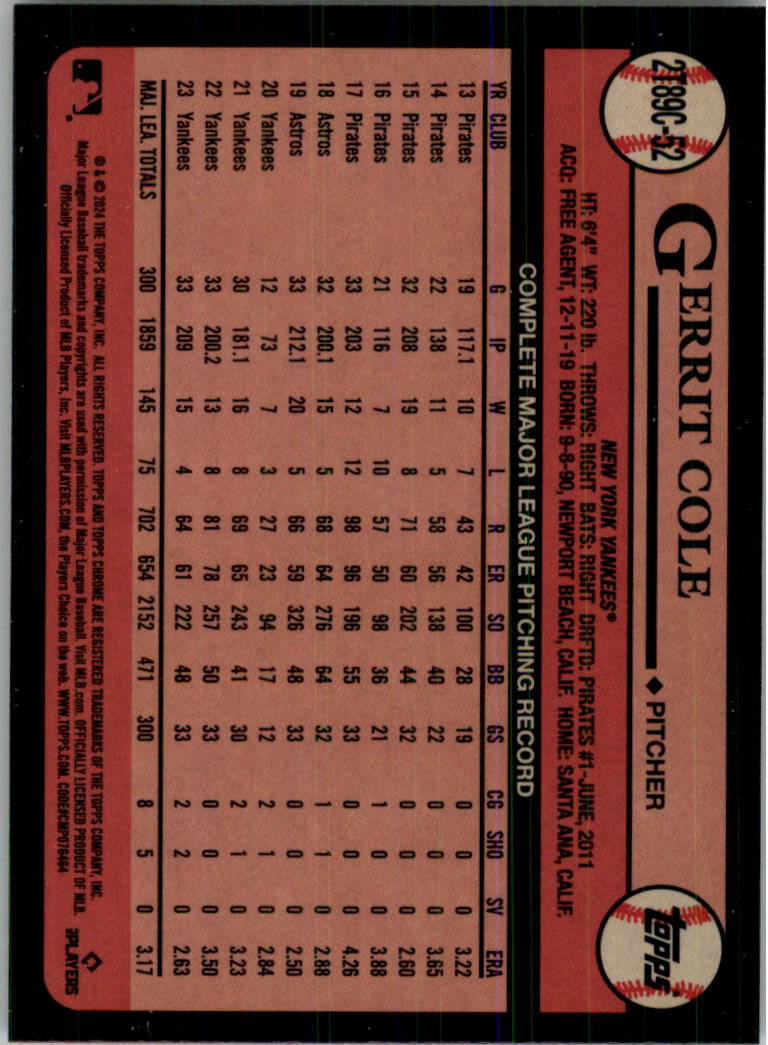 2T89C-52
GERRIT COLE
◆ PITCHER
topps®
NEW YORK YANKEES®
HT: 6'4" WT: 220 lb. THROWS: RIGHT BATS: RIGHT DRFTD: PIRATES #1-JUNE, 2011
ACQ: FREE AGENT, 12-11-19 BORN: 9-8-90, NEWPORT BEACH, CALIF. HOME: SANTA ANA, CALIF.
COMPLETE MAJOR LEAGUE PITCHING RECORD
YR CLUB G IP W L R ER SO BB GS CG SHO SV ERA
13 Pirates 19 117.1 10 7 43 42 100 28 19 0 0 0 3.22
14 Pirates 22 138 11 5 58 56 138 40 22 0 0 0 3.65
15 Pirates 32 208 19 8 71 60 202 44 32 0 0 0 2.60
16 Pirates 21 116 7 10 57 50 98 36 21 1 0 0 3.88
17 Pirates 33 203 12 12 98 96 196 55 33 0 0 0 4.26
18 Astros 32 200.1 15 5 68 64 276 64 32 1 1 0 2.88
19 Astros 33 212.1 20 5 66 59 326 48 33 0 0 0 2.50
20 Yankees 12 73 7 3 27 23 94 17 12 2 1 0 2.84
21 Yankees 30 181.1 16 8 69 65 243 41 30 2 1 0 3.23
22 Yankees 33 200.2 13 8 81 78 257 50 33 0 0 0 3.50
23 Yankees 33 209 15 4 64 61 222 48 33 2 2 0 2.63
MAJ. LEA. TOTALS 300 1859 145 75 702 654 2152 471 300 8 5 0 3.17
® & © 2024 THE TOPPS COMPANY, INC. ALL RIGHTS RESERVED. TOPPS AND TOPPS CHROME ARE REGISTERED TRADEMARKS OF THE TOPPS COMPANY, INC.
Major League Baseball trademarks and copyrights are used with permission of Major League Baseball. Visit MLB.com. OFFICIALLY LICENSED PRODUCT OF MLB
Officially Licensed Product of MLB Players, Inc. Visit MLBPLAYERS.COM, the Players Choice on the web. WWW.TOPPS.COM. CODE#CMP076464
PLAYERS